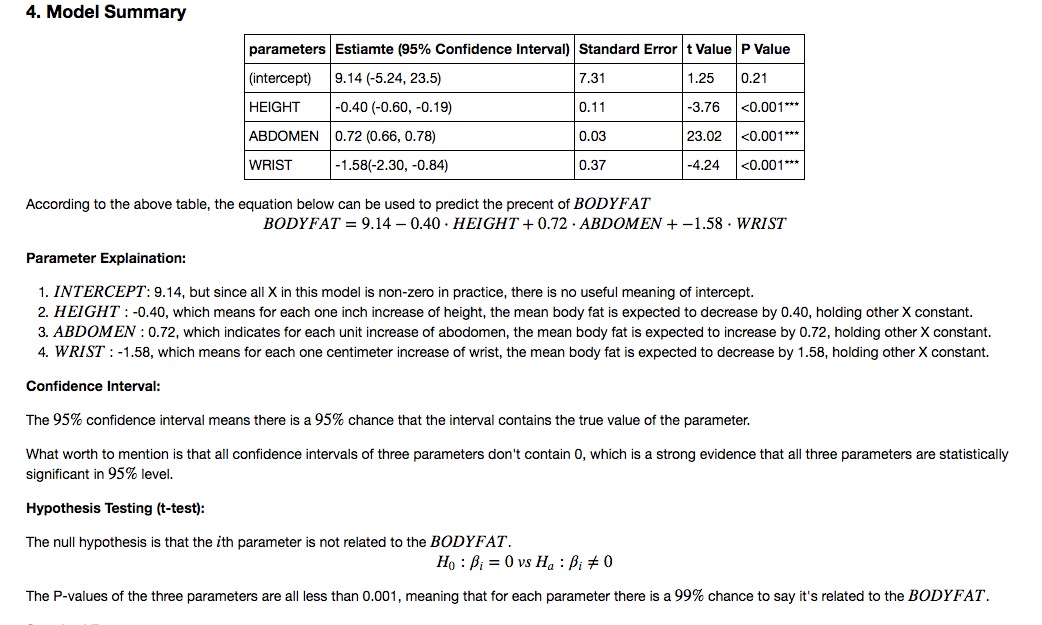 4. Model Summary
parameters Estiamte (95% Confidence Interval) Standard Error t Value P Value
(intercept) 9.14 (-5.24, 23.5) 7.31 1.25 0.21
HEIGHT -0.40 (-0.60, -0.19) 0.11 -3.76 <0.001***
ABDOMEN 0.72 (0.66, 0.78) 0.03 23.02 <0.001***
WRIST -1.58(-2.30, -0.84) 0.37 -4.24 <0.001***
According to the above table, the equation below can be used to predict the precent of BODYFAT
BODYFAT = 9.14 − 0.40 · HEIGHT + 0.72 · ABDOMEN + −1.58 · WRIST
Parameter Explaination:
1. INTERCEPT: 9.14, but since all X in this model is non-zero in practice, there is no useful meaning of intercept.
2. HEIGHT : -0.40, which means for each one inch increase of height, the mean body fat is expected to decrease by 0.40, holding other X constant.
3. ABDOMEN : 0.72, which indicates for each unit increase of abodomen, the mean body fat is expected to increase by 0.72, holding other X constant.
4. WRIST : -1.58, which means for each one centimeter increase of wrist, the mean body fat is expected to decrease by 1.58, holding other X constant.
Confidence Interval:
The 95% confidence interval means there is a 95% chance that the interval contains the true value of the parameter.
What worth to mention is that all confidence intervals of three parameters don't contain 0, which is a strong evidence that all three parameters are statistically
significant in 95% level.
Hypothesis Testing (t-test):
The null hypothesis is that the ith parameter is not related to the BODYFAT.
H₀ : βᵢ = 0 vs Hₐ : βᵢ ≠ 0
The P-values of the three parameters are all less than 0.001, meaning that for each parameter there is a 99% chance to say it's related to the BODYFAT.